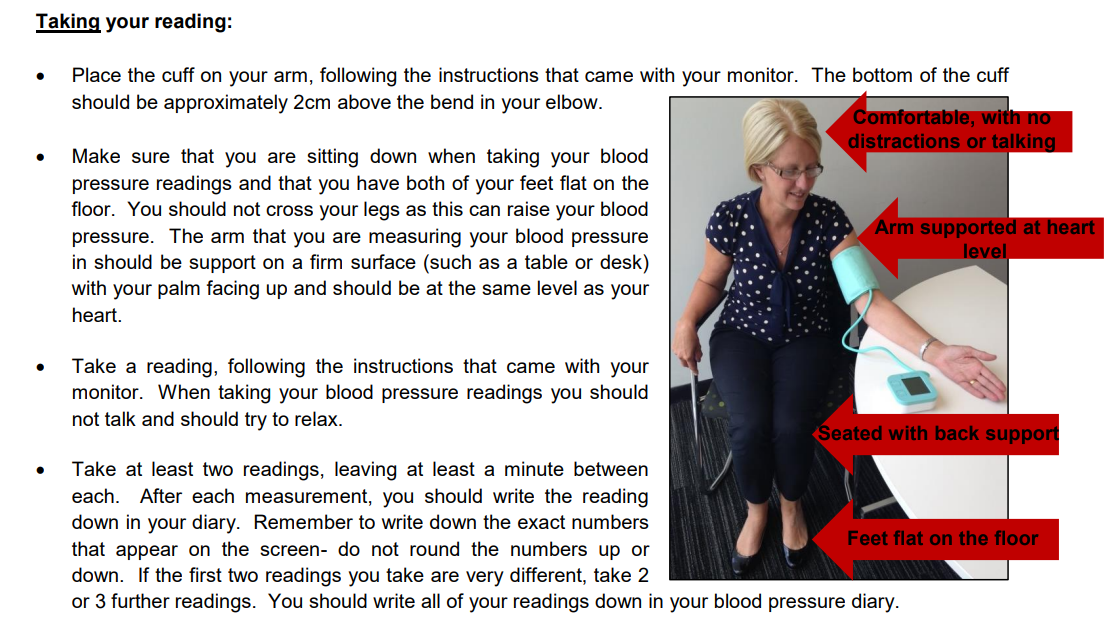 Taking your reading:
• Place the cuff on your arm, following the instructions that came with your monitor. The bottom of the cuff
should be approximately 2cm above the bend in your elbow.
• Make sure that you are sitting down when taking your blood
pressure readings and that you have both of your feet flat on the
floor. You should not cross your legs as this can raise your blood
pressure. The arm that you are measuring your blood pressure
in should be support on a firm surface (such as a table or desk)
with your palm facing up and should be at the same level as your
heart.
• Take a reading, following the instructions that came with your
monitor. When taking your blood pressure readings you should
not talk and should try to relax.
• Take at least two readings, leaving at least a minute between
each. After each measurement, you should write the reading
down in your diary. Remember to write down the exact numbers
that appear on the screen- do not round the numbers up or
down. If the first two readings you take are very different, take 2
or 3 further readings. You should write all of your readings down in your blood pressure diary.
Comfortable, with no
distractions or talking
Arm supported at heart
level
Seated with back support
Feet flat on the floor